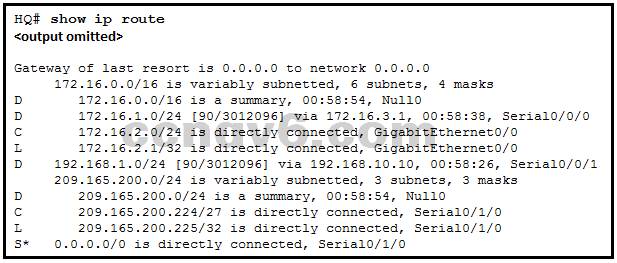 HQ# show ip route
<output omitted>
Gateway of last resort is 0.0.0.0 to network 0.0.0.0
172.16.0.0/16 is variably subnetted, 6 subnets, 4 masks
D 172.16.0.0/16 is a summary, 00:58:54, Null0
D 172.16.1.0/24 [90/3012096] via 172.16.3.1, 00:58:38, Serial0/0/0
C 172.16.2.0/24 is directly connected, GigabitEthernet0/0
L 172.16.2.1/32 is directly connected, GigabitEthernet0/0
D 192.168.1.0/24 [90/3012096] via 192.168.10.10, 00:58:26, Serial0/0/1
209.165.200.0/24 is variably subnetted, 3 subnets, 3 masks
D 209.165.200.0/24 is a summary, 00:58:54, Null0
C 209.165.200.224/27 is directly connected, Serial0/1/0
L 209.165.200.225/32 is directly connected, Serial0/1/0
S* 0.0.0.0/0 is directly connected, Serial0/1/0
ccnav6.com